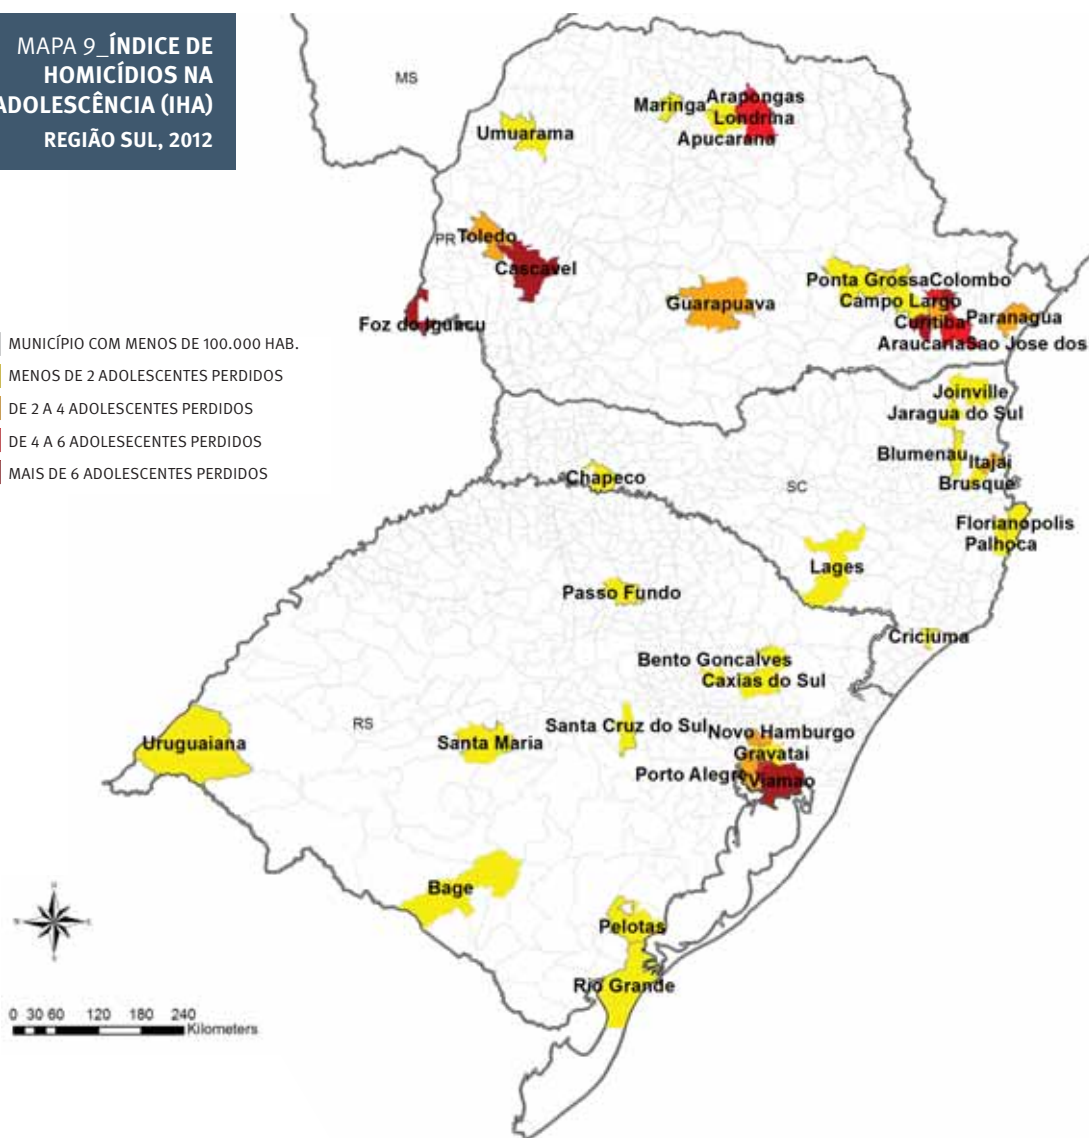 MAPA 9_ÍNDICE DE
HOMICÍDIOS NA
ADOLESCÊNCIA (IHA)
REGIÃO SUL, 2012
MS
Maringa
Arapongas
Londrina
Apucarana
Umuarama
PR
Toledo
Cascavel
Foz do Iguacu
Guarapuava
Ponta Grossa
Colombo
Campo Largo
Curitiba
Paranagua
Araucaria
Sao Jose dos
MUNICÍPIO COM MENOS DE 100.000 HAB.
MENOS DE 2 ADOLESCENTES PERDIDOS
DE 2 A 4 ADOLESCENTES PERDIDOS
DE 4 A 6 ADOLESECENTES PERDIDOS
MAIS DE 6 ADOLESCENTES PERDIDOS
Joinville
Jaragua do Sul
Blumenau
Itajai
Brusque
Chapeco
SC
Florianopolis
Palhoca
Lages
Passo Fundo
Criciuma
Bento Goncalves
Caxias do Sul
RS
Uruguaiana
Santa Maria
Santa Cruz do Sul
Novo Hamburgo
Gravatai
Porto Alegre
Viamao
Bage
Pelotas
Rio Grande
0 30 60 120 180 240
Kilometers